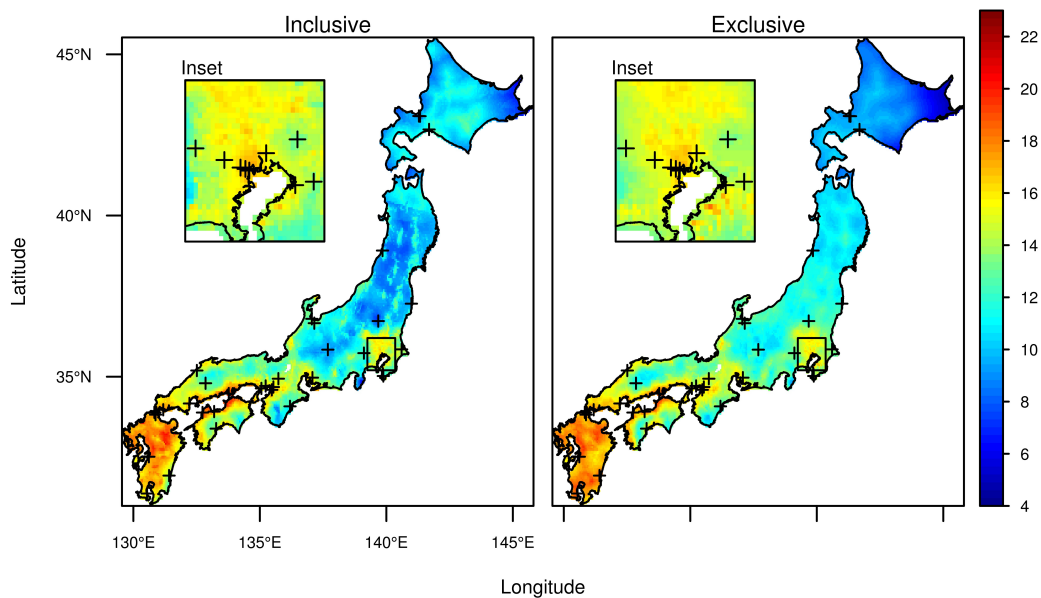 Inclusive
Exclusive
Inset
Inset
45°N
40°N
35°N
Latitude
130°E
135°E
140°E
145°E
Longitude
22
20
18
16
14
12
10
8
6
4